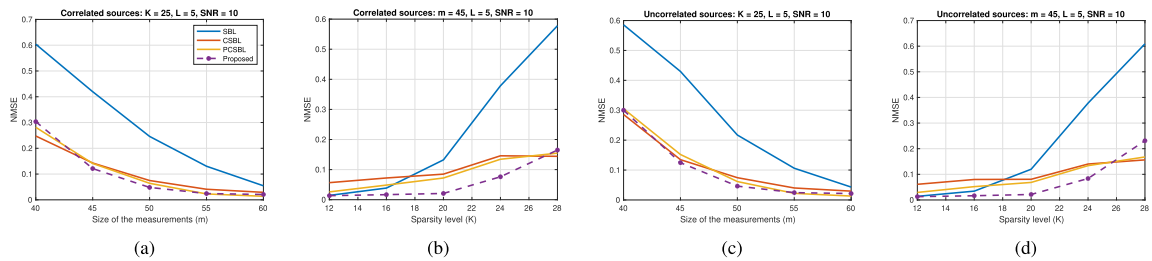 Correlated sources: K = 25, L = 5, SNR = 10
0.7
0.6
0.5
0.4
0.3
0.2
0.1
0
NMSE
SBL
CSBL
PCSBL
Proposed
40 45 50 55 60
Size of the measurements (m)
(a)
Correlated sources: m = 45, L = 5, SNR = 10
0.6
0.5
0.4
0.3
0.2
0.1
0
NMSE
12 14 16 18 20 22 24 26 28
Sparsity level (K)
(b)
Uncorrelated sources: K = 25, L = 5, SNR = 10
0.6
0.5
0.4
0.3
0.2
0.1
0
NMSE
40 45 50 55 60
Size of the measurements (m)
(c)
Uncorrelated sources: m = 45, L = 5, SNR = 10
0.7
0.6
0.5
0.4
0.3
0.2
0.1
0
NMSE
12 14 16 18 20 22 24 26 28
Sparsity level (K)
(d)